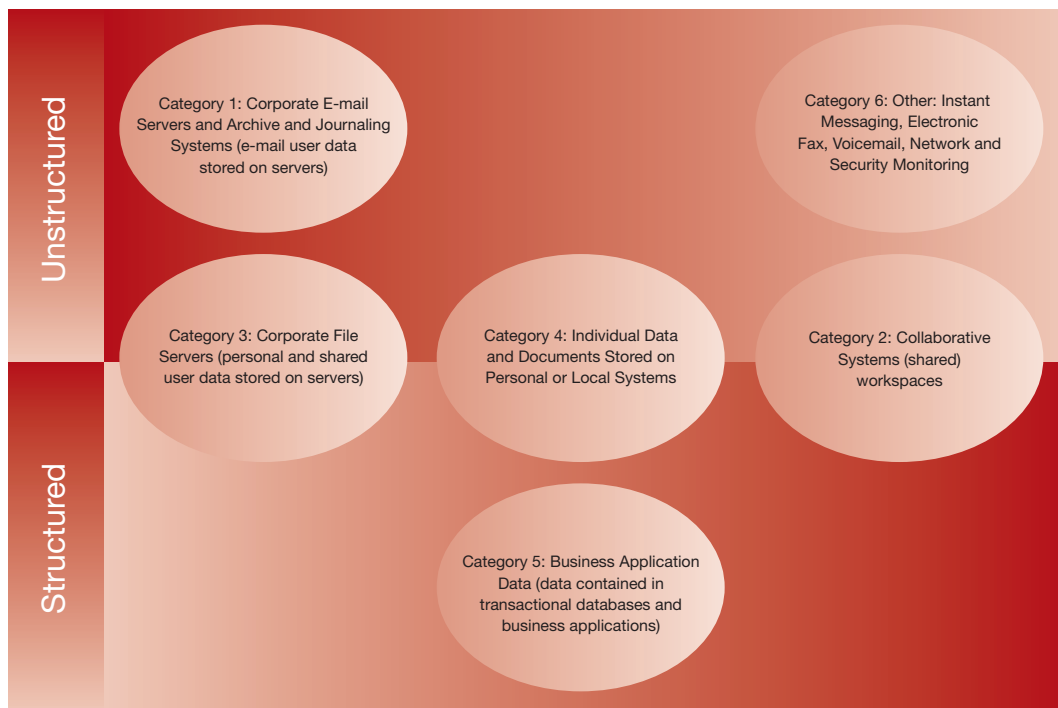 Unstructured
Category 1: Corporate E-mail
Servers and Archive and Journaling
Systems (e-mail user data
stored on servers)
Category 6: Other: Instant
Messaging, Electronic
Fax, Voicemail, Network and
Security Monitoring
Category 3: Corporate File
Servers (personal and shared
user data stored on servers)
Category 4: Individual Data
and Documents Stored on
Personal or Local Systems
Category 2: Collaborative
Systems (shared)
workspaces
Structured
Category 5: Business Application
Data (data contained in
transactional databases and
business applications)